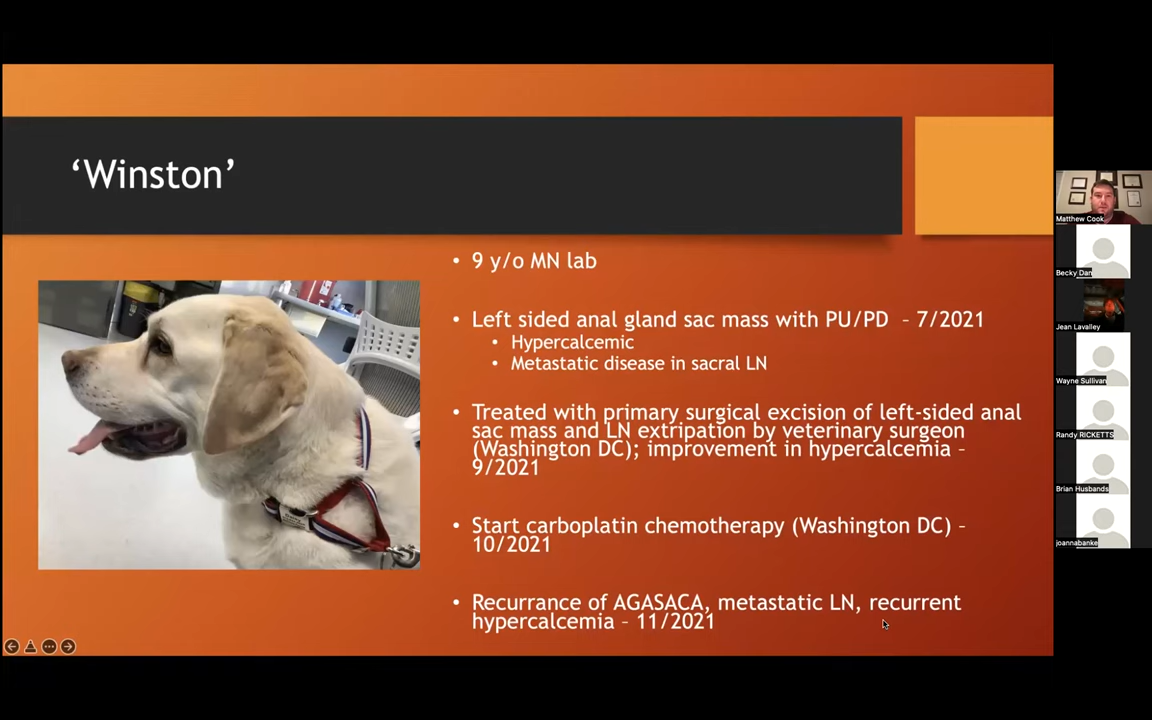 ‘Winston’
• 9 y/o MN lab
• Left sided anal gland sac mass with PU/PD – 7/2021
• Hypercalcemic
• Metastatic disease in sacral LN
• Treated with primary surgical excision of left-sided anal
sac mass and LN extripation by veterinary surgeon
(Washington DC); improvement in hypercalcemia –
9/2021
• Start carboplatin chemotherapy (Washington DC) –
10/2021
• Recurrance of AGASACA, metastatic LN, recurrent
hypercalcemia – 11/2021
Matthew Cook
Becky Dan
Jean Lavalley
Wayne Sullivan
Randy RICKETTS
Brian Husbands
joannabanke